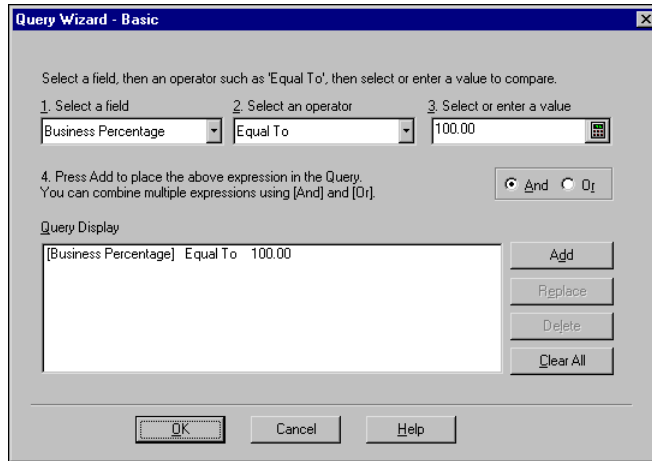 Query Wizard - Basic
Select a field, then an operator such as 'Equal To', then select or enter a value to compare.
1. Select a field
2. Select an operator
3. Select or enter a value
Business Percentage
Equal To
100.00
4. Press Add to place the above expression in the Query.
You can combine multiple expressions using [And] and [Or].
And
Or
Query Display
[Business Percentage] Equal To 100.00
Add
Replace
Delete
Clear All
OK
Cancel
Help